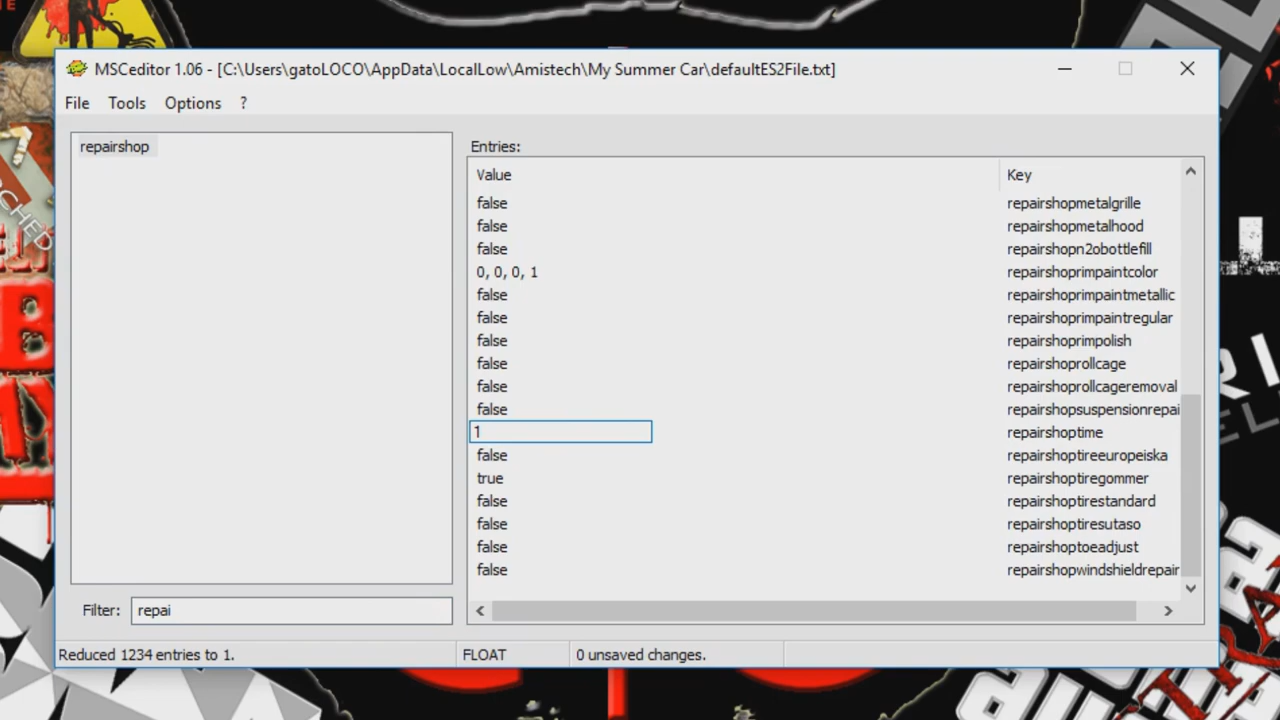 MSCeditor 1.06 - [C:\Users\gatoLOCO\AppData\LocalLow\Amistech\My Summer Car\defaultES2File.txt]
File Tools Options ?
repairshop
Entries:
Value Key
false repairshopmetalgrille
false repairshopmetalhood
false repairshopn2obottlefill
0, 0, 0, 1 repairshoprimpaintcolor
false repairshoprimpaintmetallic
false repairshoprimpaintregular
false repairshoprimpolish
false repairshoprollcage
false repairshoprollcageremoval
false repairshopsuspensionrepai
1 repairshoptime
false repairshoptireeuropeiska
true repairshoptiregommer
false repairshoptirestandard
false repairshoptiresutaso
false repairshoptoeadjust
false repairshopwindshieldrepair
Filter: repai
Reduced 1234 entries to 1. FLOAT 0 unsaved changes.